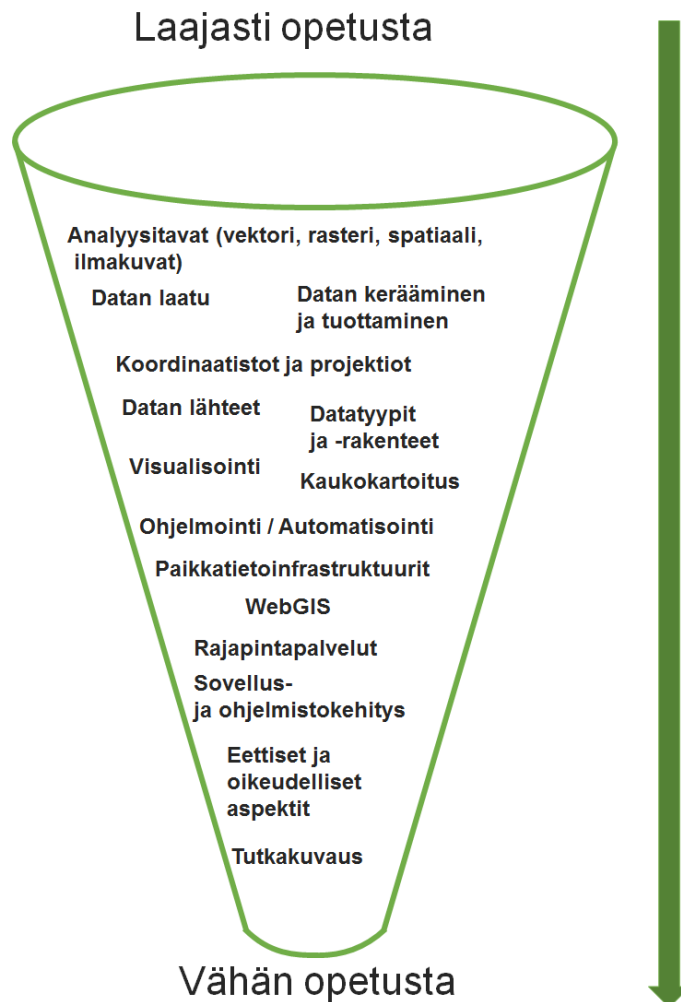 Laajasti opetusta
Analyysitavat (vektori, rasteri, spatiaali,
ilmakuvat)
Datan laatu
Datan kerääminen
ja tuottaminen
Koordinaatistot ja projektiot
Datan lähteet
Datatyypit
ja -rakenteet
Visualisointi
Kaukokartoitus
Ohjelmointi / Automatisointi
Paikkatietoinfrastruktuurit
WebGIS
Rajapintapalvelut
Sovellus-
ja ohjelmistokehitys
Eettiset ja
oikeudelliset
aspektit
Tutkakuvaus
Vähän opetusta